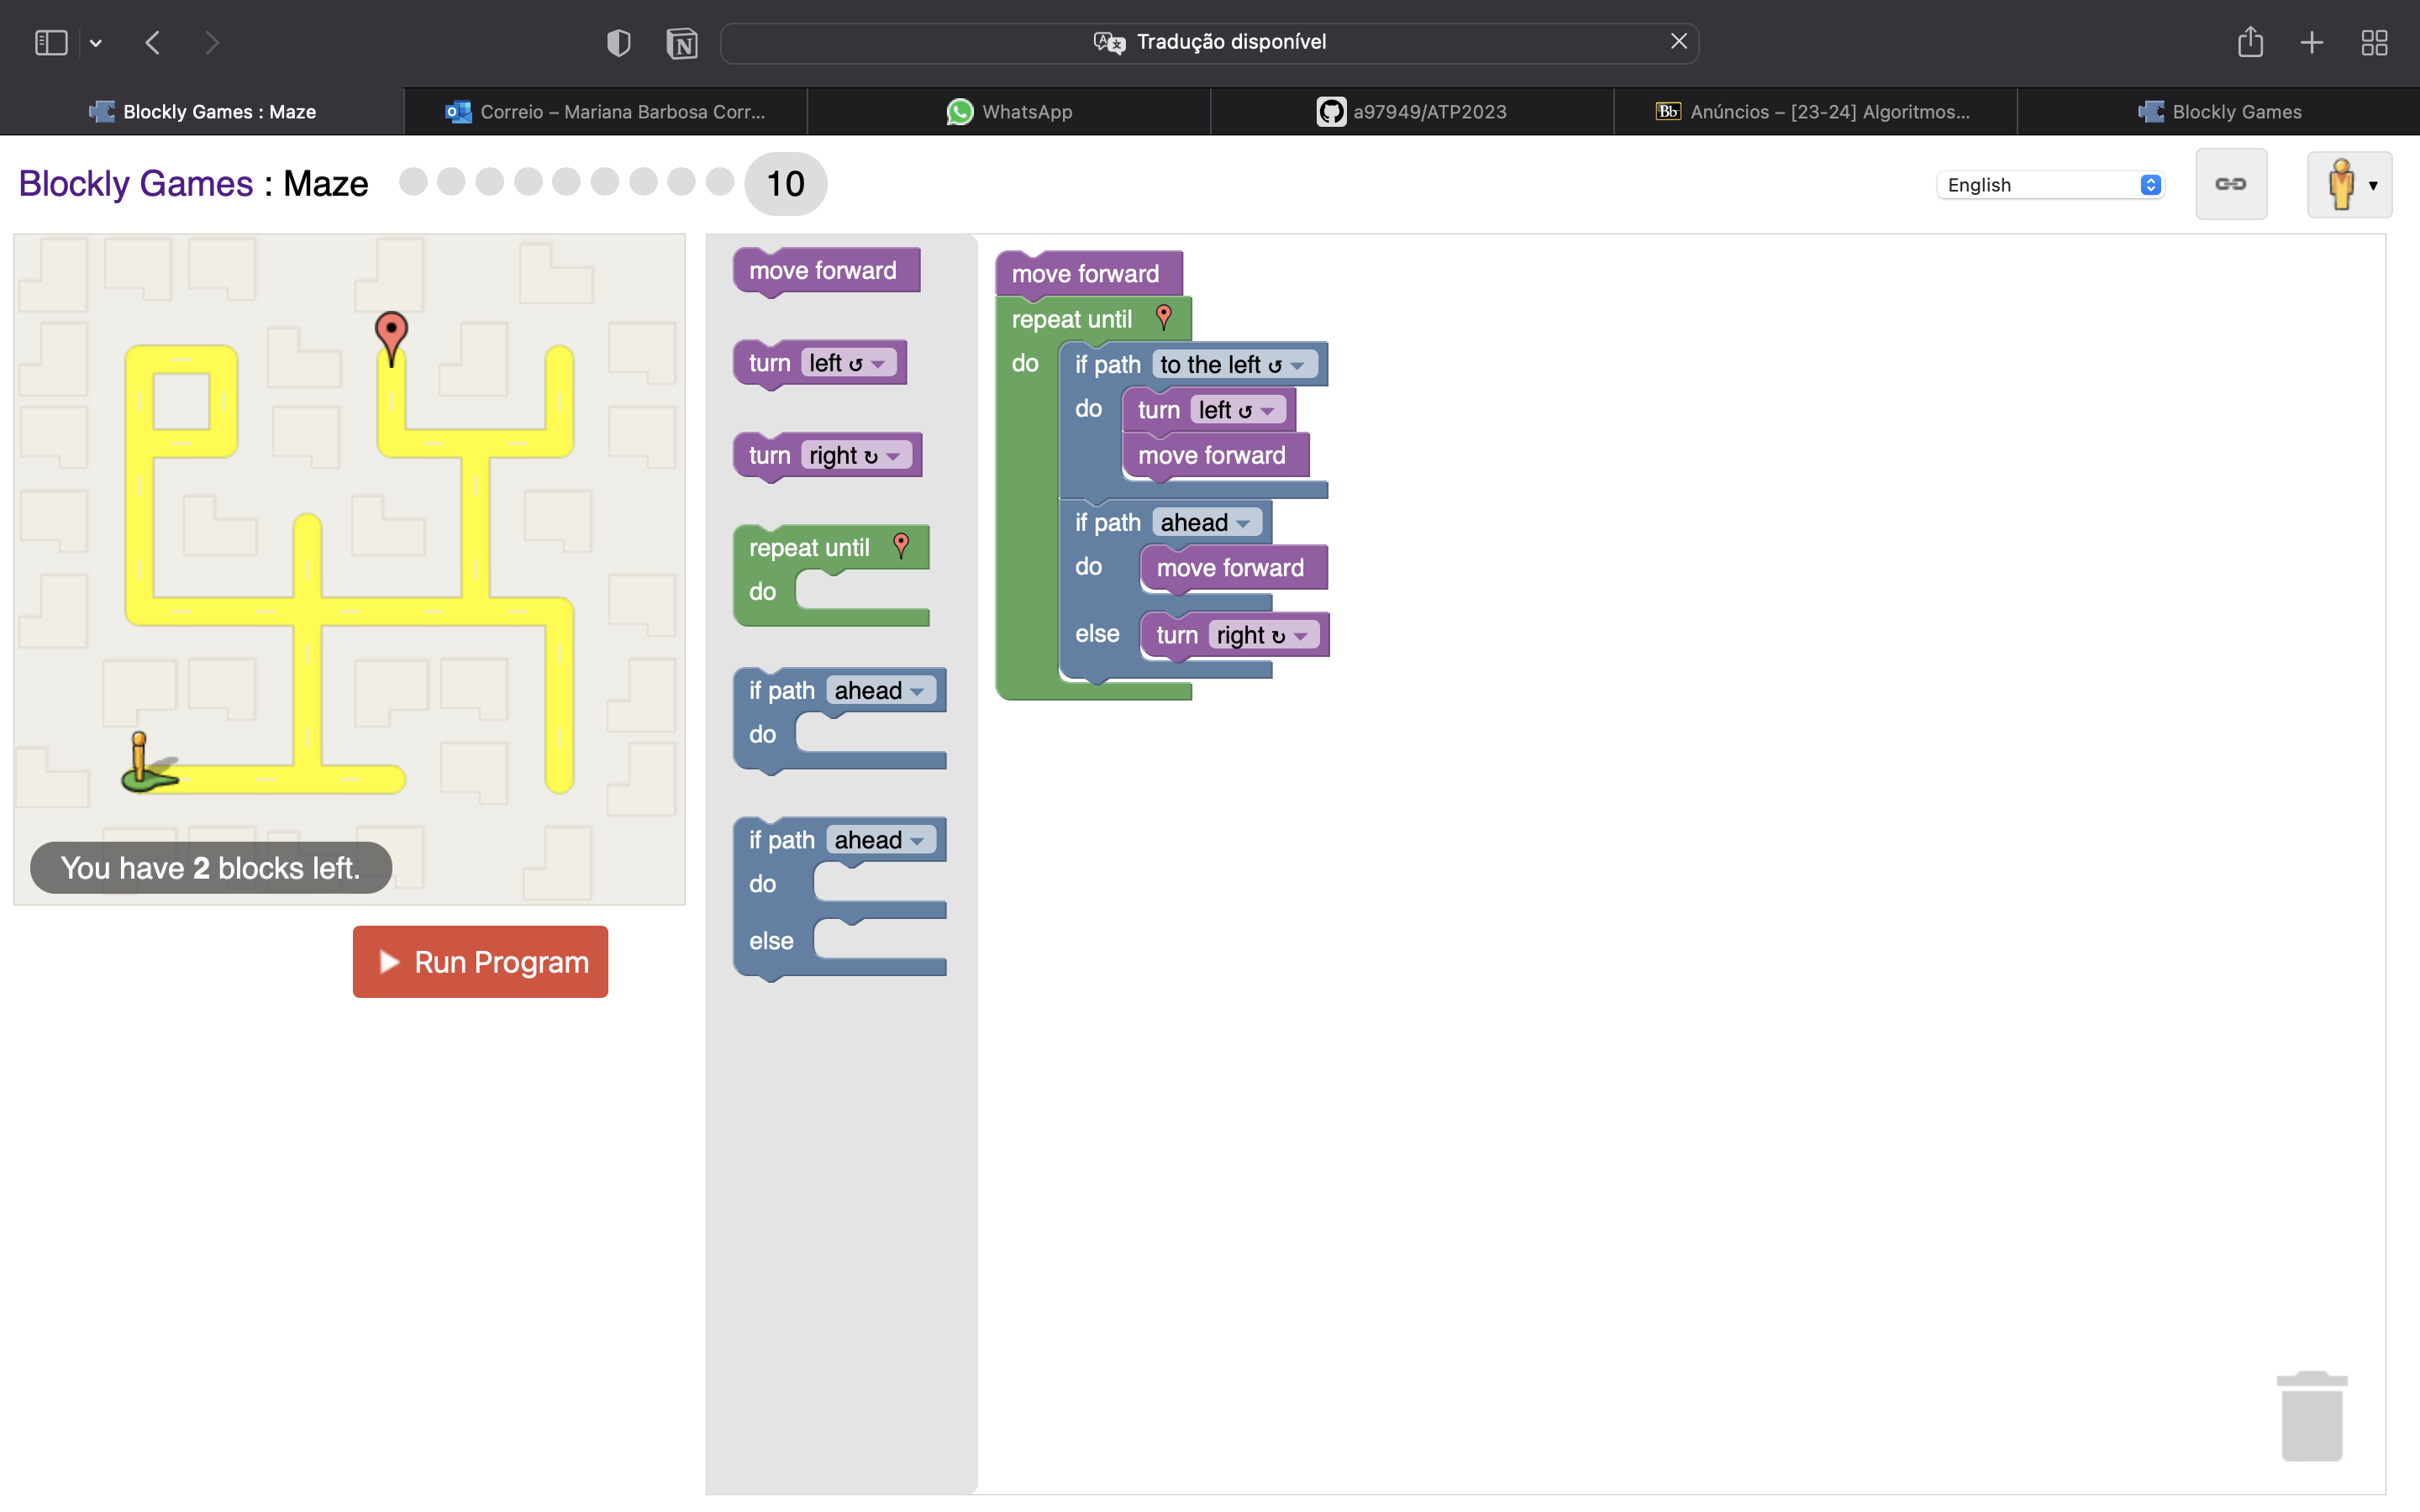 Tradução disponível
Blockly Games : Maze
Correio – Mariana Barbosa Corr...
WhatsApp
a97949/ATP2023
Bb Anúncios – [23-24] Algoritmos...
Blockly Games
Blockly Games : Maze 10
English
move forward
turn left ↺
turn right ↻
repeat until
do
if path ahead
do
if path ahead
do
else
move forward
repeat until
do if path to the left ↺
do turn left ↺
move forward
if path ahead
do move forward
else turn right ↻
You have 2 blocks left.
Run Program